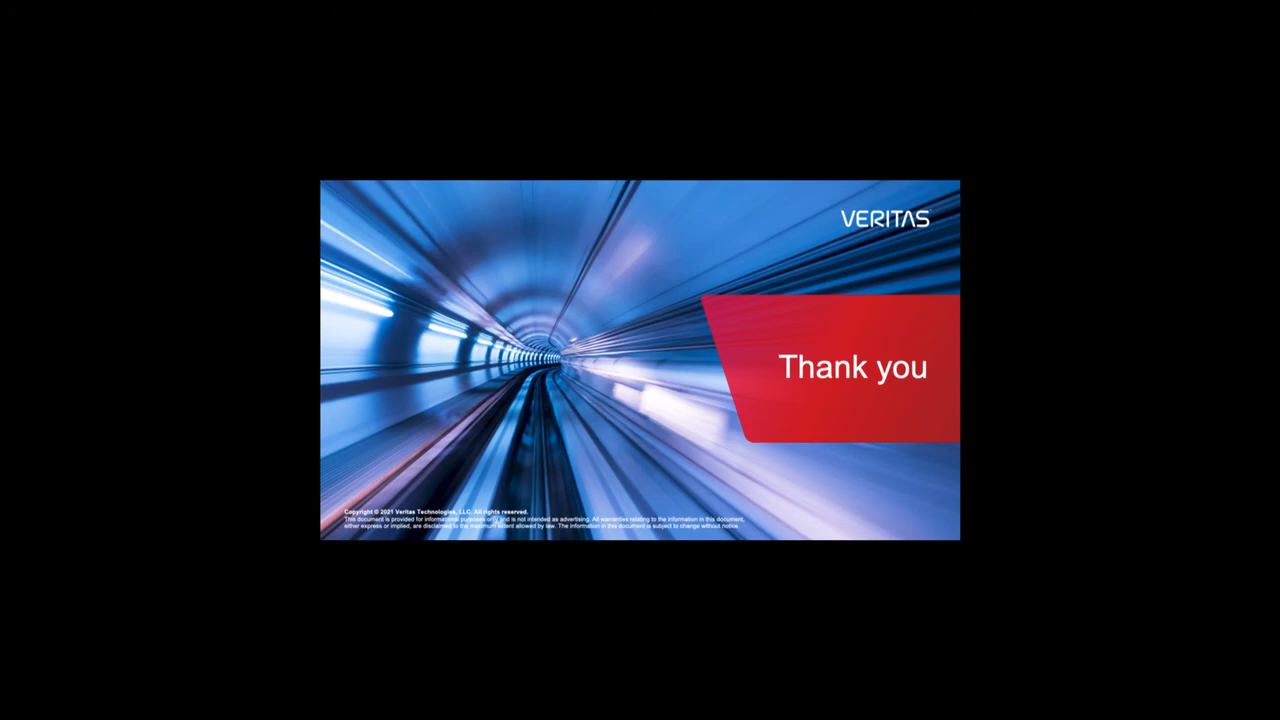 VERITAS
Thank you
Copyright © 2021 Veritas Technologies, LLC. All rights reserved.
This document is provided for informational purposes only and is not intended as advertising. All warranties relating to the information in this document,
either express or implied, are disclaimed to the maximum extent allowed by law. The information in this document is subject to change without notice.